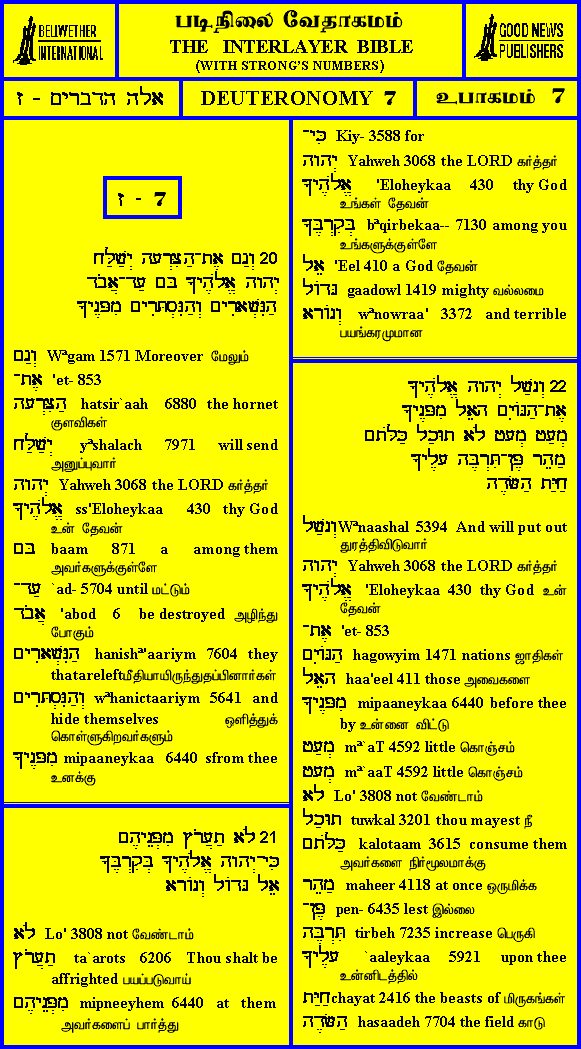 BELLWETHER
INTERNATIONAL
படிநிலை வேதாகமம்
THE INTERLAYER BIBLE
(WITH STRONG'S NUMBERS)
GOOD NEWS
PUBLISHERS
אלה הדברים - ז
DEUTERONOMY 7
உபாகமம் 7
ז - 7
20 וְגַם אֶת־הַצִּרְעָה יְשַׁלַּח
יְהוָה אֱלֹהֶיךָ בָּם עַד־אֲבֹד
הַנִּשְׁאָרִים וְהַנִּסְתָּרִים מִפָּנֶיךָ
וְגַם Wªgam 1571 Moreover மேலும்
אֶת־ 'et- 853
הַצִּרְעָה hatsir`aah 6880 the hornet
குளவிகள்
יְשַׁלַּח yªshalach 7971 will send
அனுப்புவார்
יְהוָה Yahweh 3068 the LORD கர்த்தர்
אֱלֹהֶיךָ ss'Eloheykaa 430 thy God
உன் தேவன்
בָּם baam 871 a among them
அவர்களுக்குள்ளே
עַד־ `ad- 5704 until மட்டும்
אֲבֹד 'abod 6 be destroyed அழிந்து
போகும்
הַנִּשְׁאָרִים hanishª'aariym 7604 they
thatareleftமீதியாயிருந்துதப்பினார்கள்
וְהַנִּסְתָּרִים wªhanictaariym 5641 and
hide themselves ஒளித்துக்
கொள்ளுகிறவர்களும்
מִפָּנֶיךָ mipaaneykaa 6440 sfrom thee
உனக்கு
21 לֹא תַעֲרֹץ מִפְּנֵיהֶם
כִּי־יְהוָה אֱלֹהֶיךָ בְּקִרְבֶּךָ
אֵל גָּדוֹל וְנוֹרָא
לֹא Lo' 3808 not வேண்டாம்
תַעֲרֹץ ta`arots 6206 Thou shalt be
affrighted பயப்படுவாய்
מִפְּנֵיהֶם mipneeyhem 6440 at them
அவர்களைப் பார்த்து
כִּי־ Kiy- 3588 for
יְהוָה Yahweh 3068 the LORD கர்த்தர்
אֱלֹהֶיךָ 'Eloheykaa 430 thy God
உங்கள் தேவன்
בְּקִרְבֶּךָ bªqirbekaa-- 7130 among you
உங்களுக்குள்ளே
אֵל 'Eel 410 a God தேவன்
גָּדוֹל gaadowl 1419 mighty வல்லமை
וְנוֹרָא wªnowraa' 3372 and terrible
பயங்கரமுமான
22 וְנָשַׁל יְהוָה אֱלֹהֶיךָ
אֶת־הַגּוֹיִם הָאֵל מִפָּנֶיךָ
מְעַט מְעָט לֹא תוּכַל כַּלֹּתָם
מַהֵר פֶּן־תִּרְבֶּה עָלֶיךָ
חַיַּת הַשָּׂדֶה
וְנָשַׁל Wªnaashal 5394 And will put out
துரத்திவிடுவார்
יְהוָה Yahweh 3068 the LORD கர்த்தர்
אֱלֹהֶיךָ 'Eloheykaa 430 thy God உன்
தேவன்
אֶת־ 'et- 853
הַגּוֹיִם hagowyim 1471 nations ஜாதிகள்
הָאֵל haa'eel 411 those அவைகளை
מִפָּנֶיךָ mipaaneykaa 6440 before thee
by உன்னை விட்டு
מְעַט mª`aT 4592 little கொஞ்சம்
מְעָט mª`aaT 4592 little கொஞ்சம்
לֹא Lo' 3808 not வேண்டாம்
תוּכַל tuwkal 3201 thou mayest நீ
כַּלֹּתָם kalotaam 3615 consume them
அவர்களை நிர்மூலமாக்கு
מַהֵר maheer 4118 at once ஒருமிக்க
פֶּן־ pen- 6435 lest இல்லை
תִּרְבֶּה tirbeh 7235 increase பெருகி
עָלֶיךָ `aaleykaa 5921 upon thee
உன்னிடத்தில்
חַיַּת chayat 2416 the beasts of மிருகங்கள்
הַשָּׂדֶה hasaadeh 7704 the field காடு